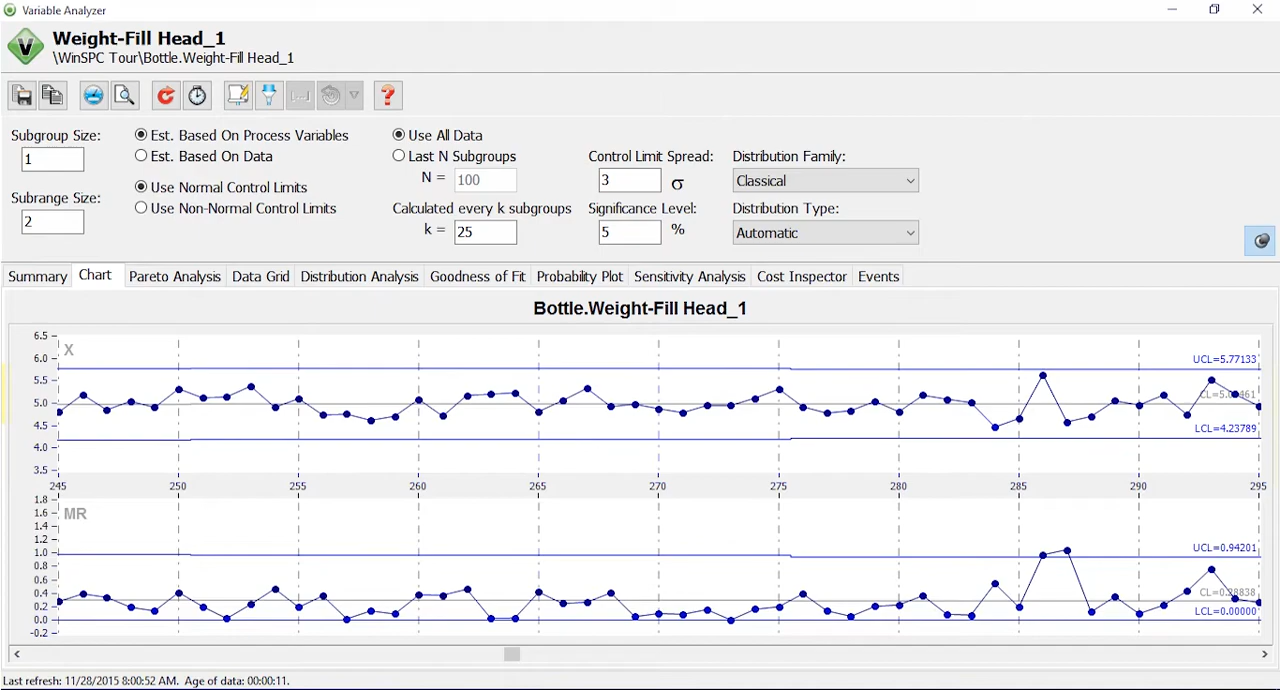 Variable Analyzer
Weight-Fill Head_1
\WinSPC Tour\Bottle.Weight-Fill Head_1
Subgroup Size:
1
Subrange Size:
2
Est. Based On Process Variables
Est. Based On Data
Use Normal Control Limits
Use Non-Normal Control Limits
Use All Data
Last N Subgroups
N = 100
Calculated every k subgroups
k = 25
Control Limit Spread:
3 σ
Significance Level:
5 %
Distribution Family:
Classical
Distribution Type:
Automatic
Summary Chart Pareto Analysis Data Grid Distribution Analysis Goodness of Fit Probability Plot Sensitivity Analysis Cost Inspector Events
Bottle.Weight-Fill Head_1
X
6.5
6.0
5.5
5.0
4.5
4.0
3.5
UCL=5.77133
LCL=4.23789
245 250 255 260 265 270 275 280 285 290 295
MR
1.8
1.6
1.4
1.2
1.0
0.8
0.6
0.4
0.2
0.0
-0.2
UCL=0.94201
CL=0.28838
LCL=0.00000
Last refresh: 11/28/2015 8:00:52 AM. Age of data: 00:00:11.